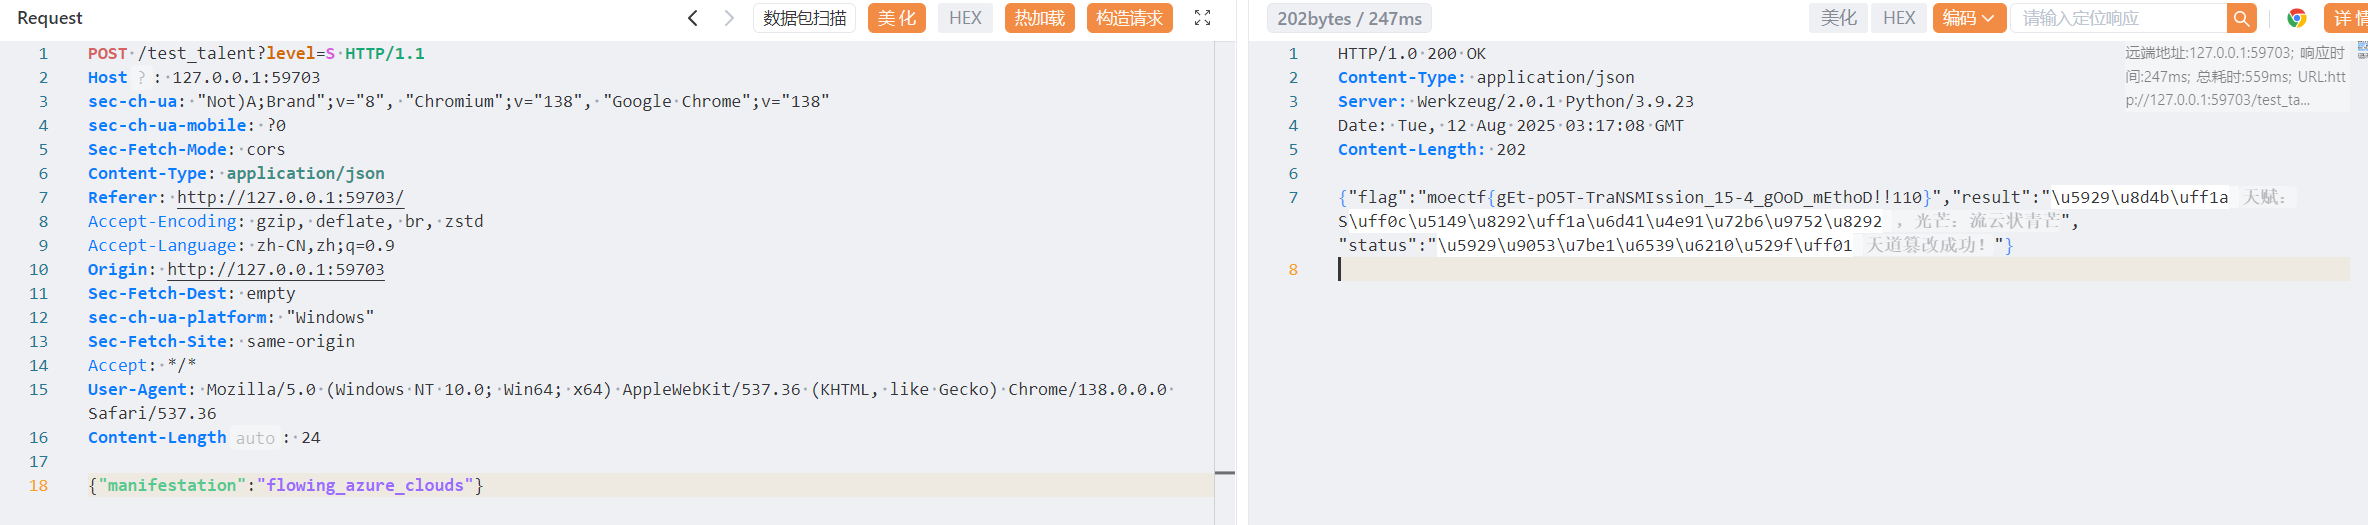 Request
数据包扫描
美 化
HEX
热加载
构造请求
1 POST /test_talent?level=S HTTP/1.1
2 Host ? : 127.0.0.1:59703
3 sec-ch-ua: "Not)A;Brand";v="8", "Chromium";v="138", "Google Chrome";v="138"
4 sec-ch-ua-mobile: ?0
5 Sec-Fetch-Mode: cors
6 Content-Type: application/json
7 Referer: http://127.0.0.1:59703/
8 Accept-Encoding: gzip, deflate, br, zstd
9 Accept-Language: zh-CN,zh;q=0.9
10 Origin: http://127.0.0.1:59703
11 Sec-Fetch-Dest: empty
12 sec-ch-ua-platform: "Windows"
13 Sec-Fetch-Site: same-origin
14 Accept: */*
15 User-Agent: Mozilla/5.0 (Windows NT 10.0; Win64; x64) AppleWebKit/537.36 (KHTML, like Gecko) Chrome/138.0.0.0
Safari/537.36
16 Content-Length auto : 24
17
18 {"manifestation":"flowing_azure_clouds"}
202bytes / 247ms
美化
HEX
编码
请输入定位响应
详 情
远端地址:127.0.0.1:59703; 响应时
间:247ms; 总耗时:559ms; URL:htt
p://127.0.0.1:59703/test_ta...
1 HTTP/1.0 200 OK
2 Content-Type: application/json
3 Server: Werkzeug/2.0.1 Python/3.9.23
4 Date: Tue, 12 Aug 2025 03:17:08 GMT
5 Content-Length: 202
6
7 {"flag":"moectf{gEt-pO5T-TraNSMIssion_15-4_gOoD_mEthoD!!110}","result":"\u5929\u8d4b\uff1a 天赋：
S\uff0c\u5149\u8292\uff1a\u6d41\u4e91\u72b6\u9752\u8292 ，光芒：流云状青芒",
"status":"\u5929\u9053\u7be1\u6539\u6210\u529f\uff01 天道篡改成功！"}
8